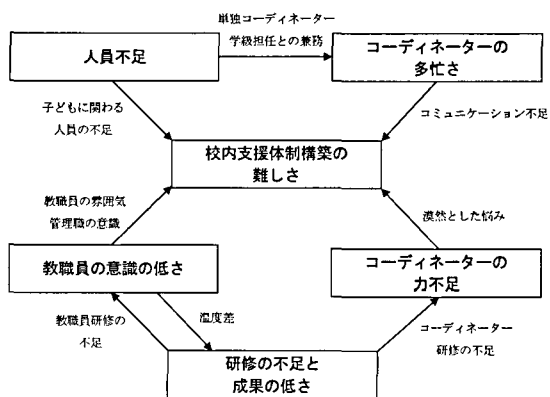 単独コーディネーター
学級担任との兼務
人員不足
コーディネーターの
多忙さ
子どもに関わる
人員の不足
コミュニケーション不足
校内支援体制構築の
難しさ
教職員の雰囲気
管理職の意識
漠然とした悩み
教職員の意識の低さ
コーディネーターの
力不足
教職員研修の
不足
温度差
コーディネーター
研修の不足
研修の不足と
成果の低さ